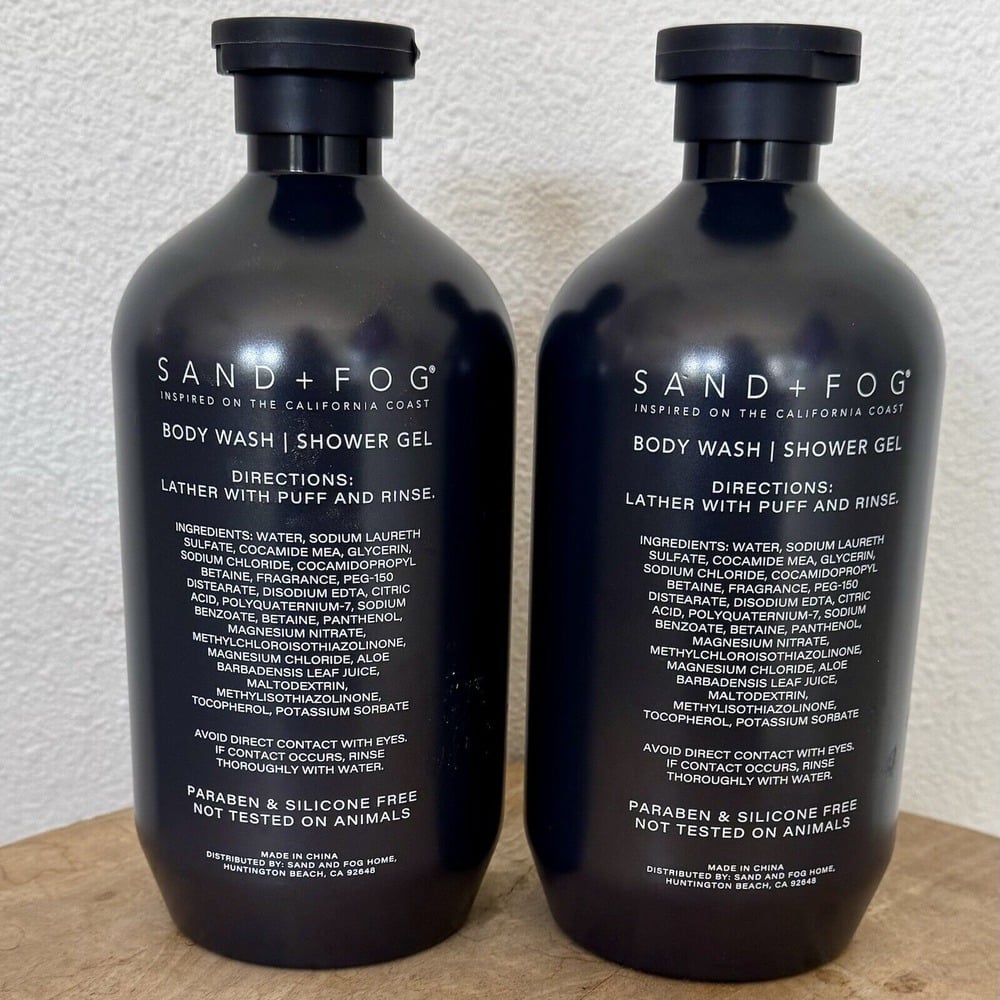 SAND + FOG®
INSPIRED ON THE CALIFORNIA COAST
BODY WASH | SHOWER GEL
DIRECTIONS:
LATHER WITH PUFF AND RINSE.
INGREDIENTS: WATER, SODIUM LAURETH
SULFATE, COCAMIDE MEA, GLYCERIN,
SODIUM CHLORIDE, COCAMIDOPROPYL
BETAINE, FRAGRANCE, PEG-150
DISTEARATE, DISODIUM EDTA, CITRIC
ACID, POLYQUATERNIUM-7, SODIUM
BENZOATE, BETAINE, PANTHENOL,
MAGNESIUM NITRATE,
METHYLCHLOROISOTHIAZOLINONE,
MAGNESIUM CHLORIDE, ALOE
BARBADENSIS LEAF JUICE,
MALTODEXTRIN,
METHYLISOTHIAZOLINONE,
TOCOPHEROL, POTASSIUM SORBATE
AVOID DIRECT CONTACT WITH EYES.
IF CONTACT OCCURS, RINSE
THOROUGHLY WITH WATER.
PARABEN & SILICONE FREE
NOT TESTED ON ANIMALS
MADE IN CHINA
DISTRIBUTED BY: SAND AND FOG HOME,
HUNTINGTON BEACH, CA 92648
SAND + FOG®
INSPIRED ON THE CALIFORNIA COAST
BODY WASH | SHOWER GEL
DIRECTIONS:
LATHER WITH PUFF AND RINSE.
INGREDIENTS: WATER, SODIUM LAURETH
SULFATE, COCAMIDE MEA, GLYCERIN,
SODIUM CHLORIDE, COCAMIDOPROPYL
BETAINE, FRAGRANCE, PEG-150
DISTEARATE, DISODIUM EDTA, CITRIC
ACID, POLYQUATERNIUM-7, SODIUM
BENZOATE, BETAINE, PANTHENOL,
MAGNESIUM NITRATE,
METHYLCHLOROISOTHIAZOLINONE,
MAGNESIUM CHLORIDE, ALOE
BARBADENSIS LEAF JUICE,
MALTODEXTRIN,
METHYLISOTHIAZOLINONE,
TOCOPHEROL, POTASSIUM SORBATE
AVOID DIRECT CONTACT WITH EYES.
IF CONTACT OCCURS, RINSE
THOROUGHLY WITH WATER.
PARABEN & SILICONE FREE
NOT TESTED ON ANIMALS
MADE IN CHINA
DISTRIBUTED BY: SAND AND FOG HOME,
HUNTINGTON BEACH, CA 92648